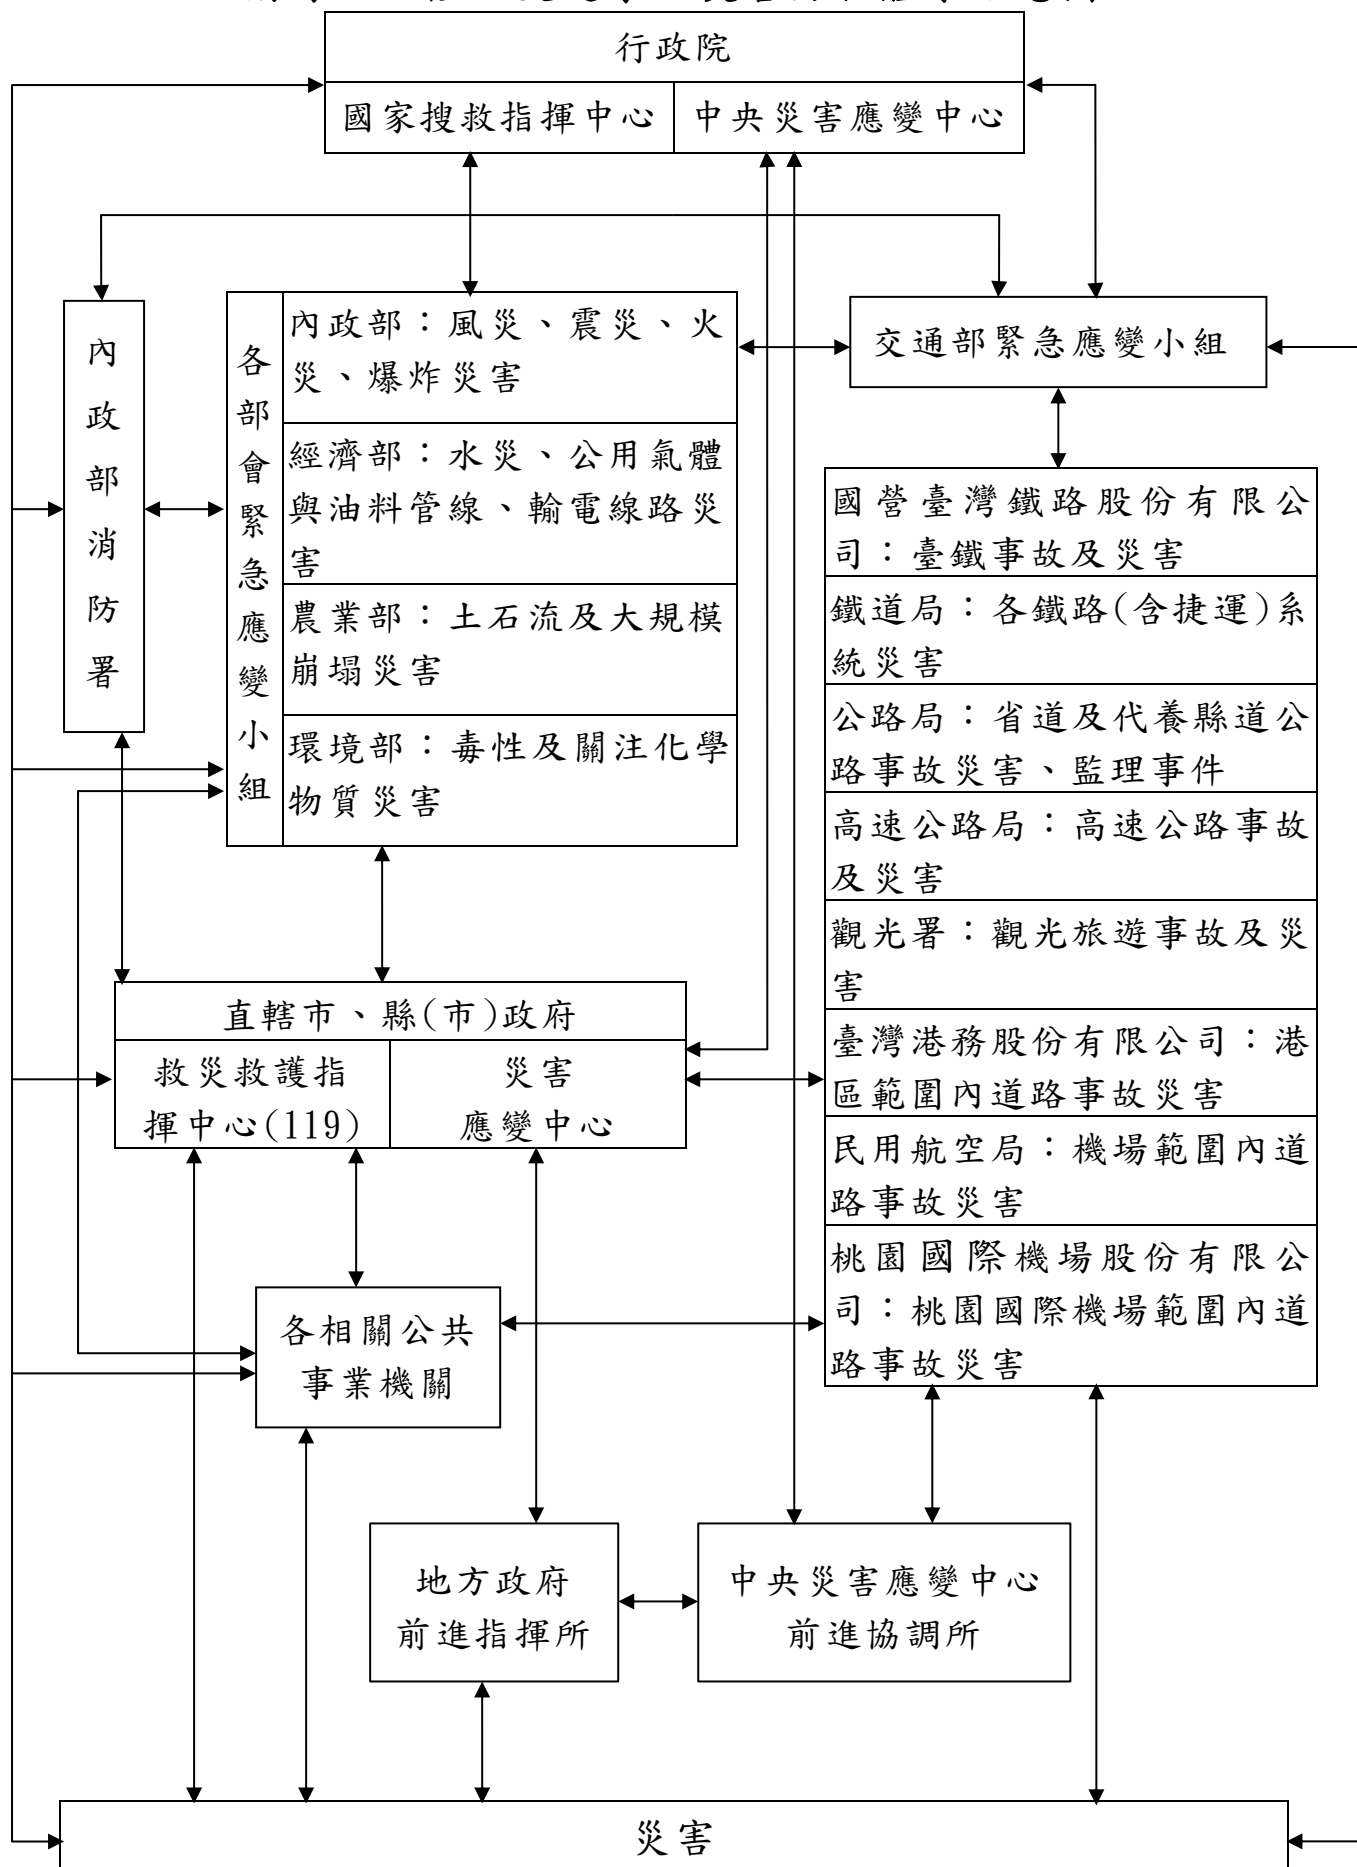 行政院
國家搜救指揮中心
中央災害應變中心
內政部消防署
各部會緊急應變小組
內政部：風災、震災、火
災、爆炸災害
經濟部：水災、公用氣體
與油料管線、輸電線路災
害
農業部：土石流及大規模
崩塌災害
環境部：毒性及關注化學
物質災害
交通部緊急應變小組
國營臺灣鐵路股份有限公
司：臺鐵事故及災害
鐵道局：各鐵路(含捷運)系
統災害
公路局：省道及代養縣道公
路事故災害、監理事件
高速公路局：高速公路事故
及災害
觀光署：觀光旅遊事故及災
害
臺灣港務股份有限公司：港
區範圍內道路事故災害
民用航空局：機場範圍內道
路事故災害
桃園國際機場股份有限公
司：桃園國際機場範圍內道
路事故災害
直轄市、縣(市)政府
救災救護指
揮中心(119)
災害
應變中心
各相關公共
事業機關
地方政府
前進指揮所
中央災害應變中心
前進協調所
災害